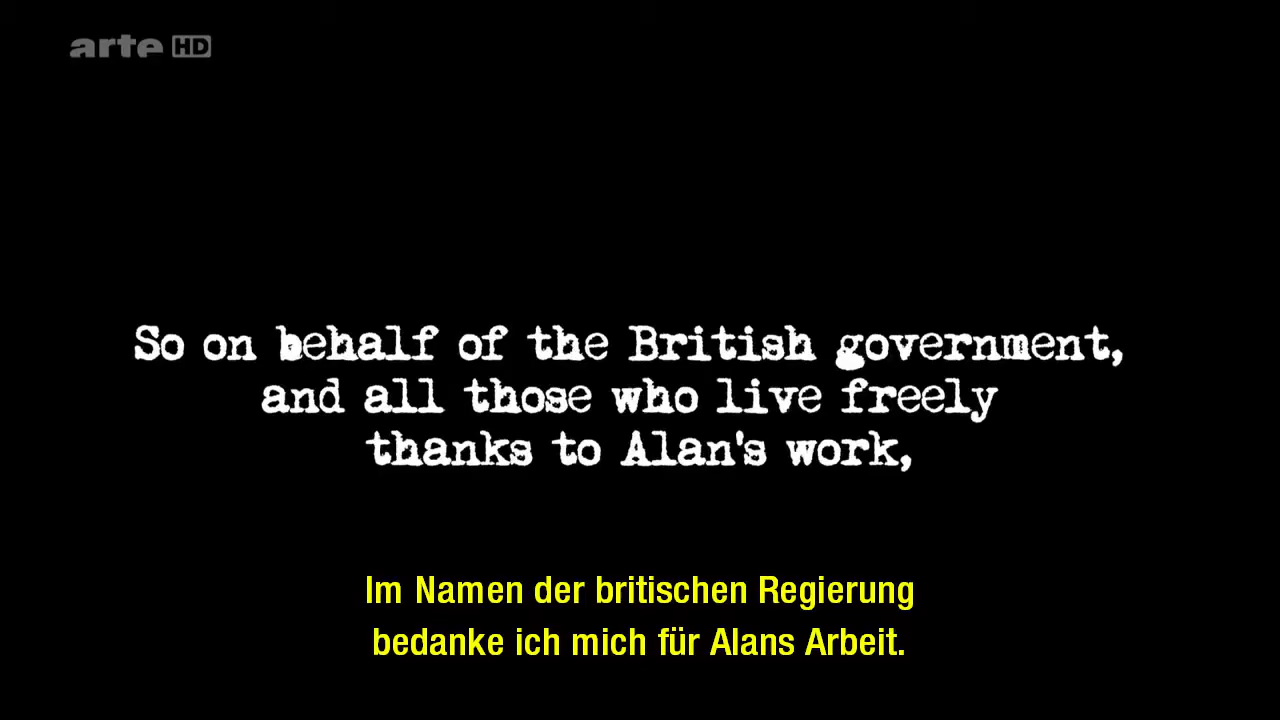 arte HD
So on behalf of the British government,
and all those who live freely
thanks to Alan's work,
Im Namen der britischen Regierung
bedanke ich mich für Alans Arbeit.